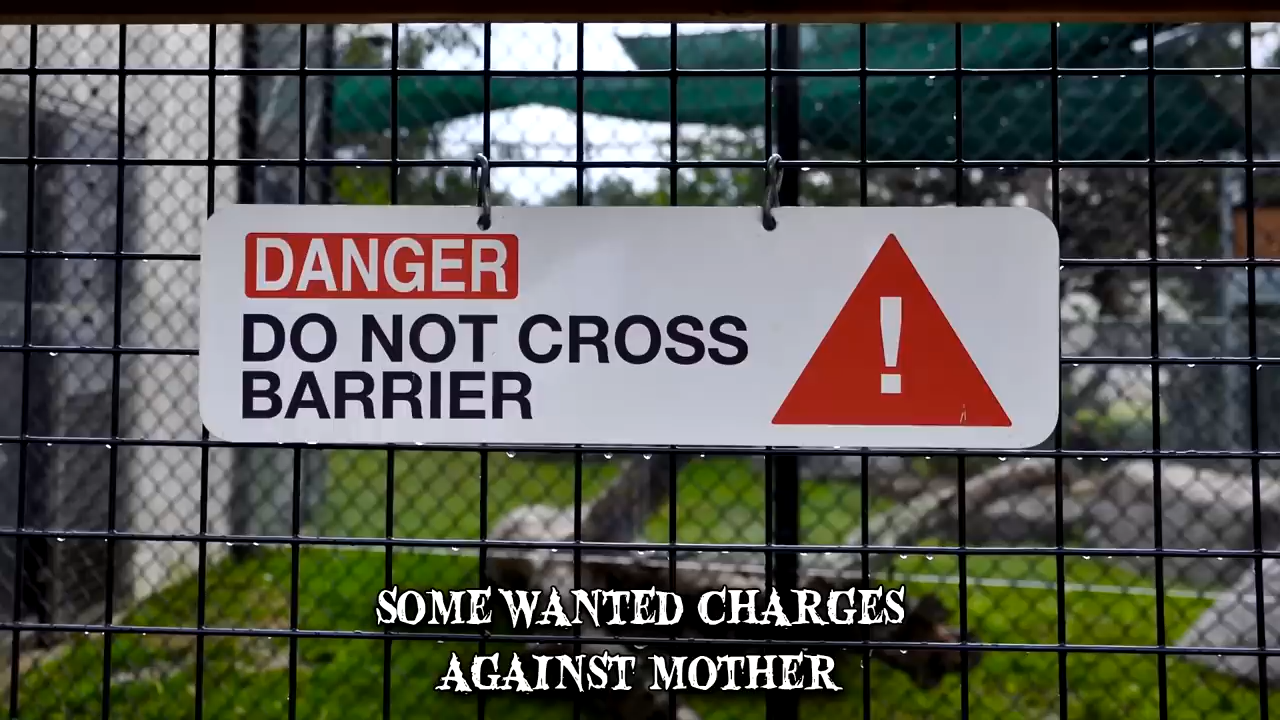 DANGER
DO NOT CROSS
BARRIER
SOME WANTED CHARGES
AGAINST MOTHER